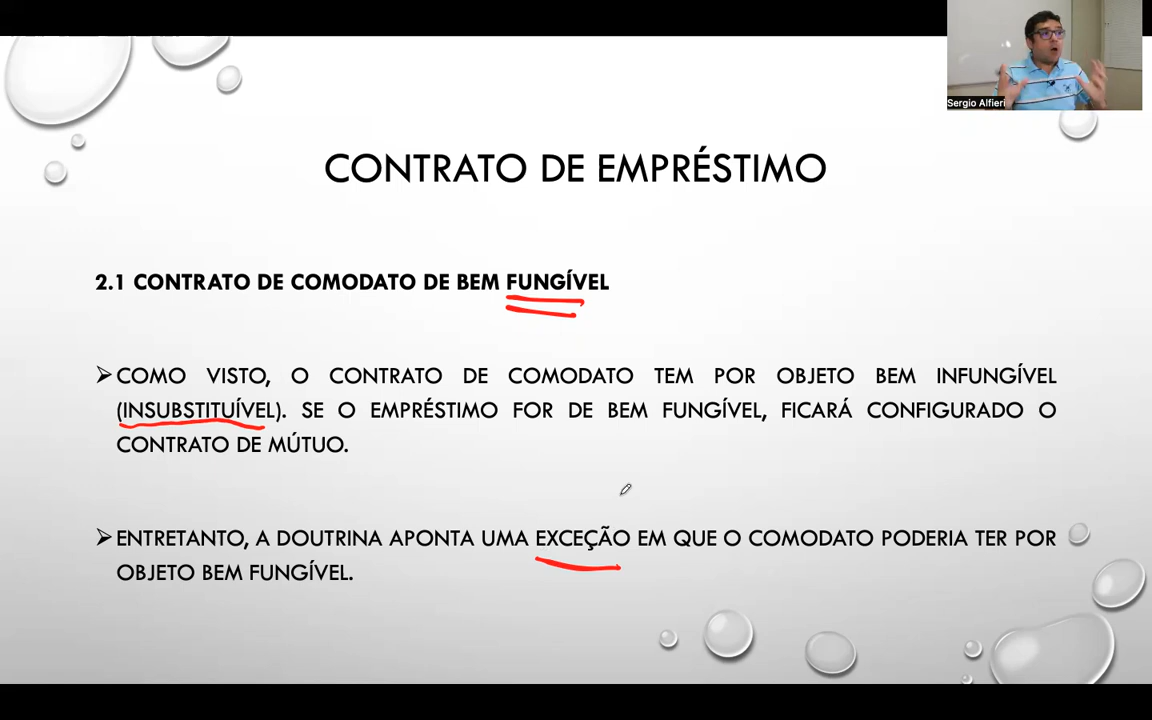 Sergio Alfieri
CONTRATO DE EMPRÉSTIMO
2.1 CONTRATO DE COMODATO DE BEM FUNGÍVEL
COMO VISTO, O CONTRATO DE COMODATO TEM POR OBJETO BEM INFUNGÍVEL
(INSUBSTITUÍVEL). SE O EMPRÉSTIMO FOR DE BEM FUNGÍVEL, FICARÁ CONFIGURADO O
CONTRATO DE MÚTUO.
ENTRETANTO, A DOUTRINA APONTA UMA EXCEÇÃO EM QUE O COMODATO PODERIA TER POR
OBJETO BEM FUNGÍVEL.